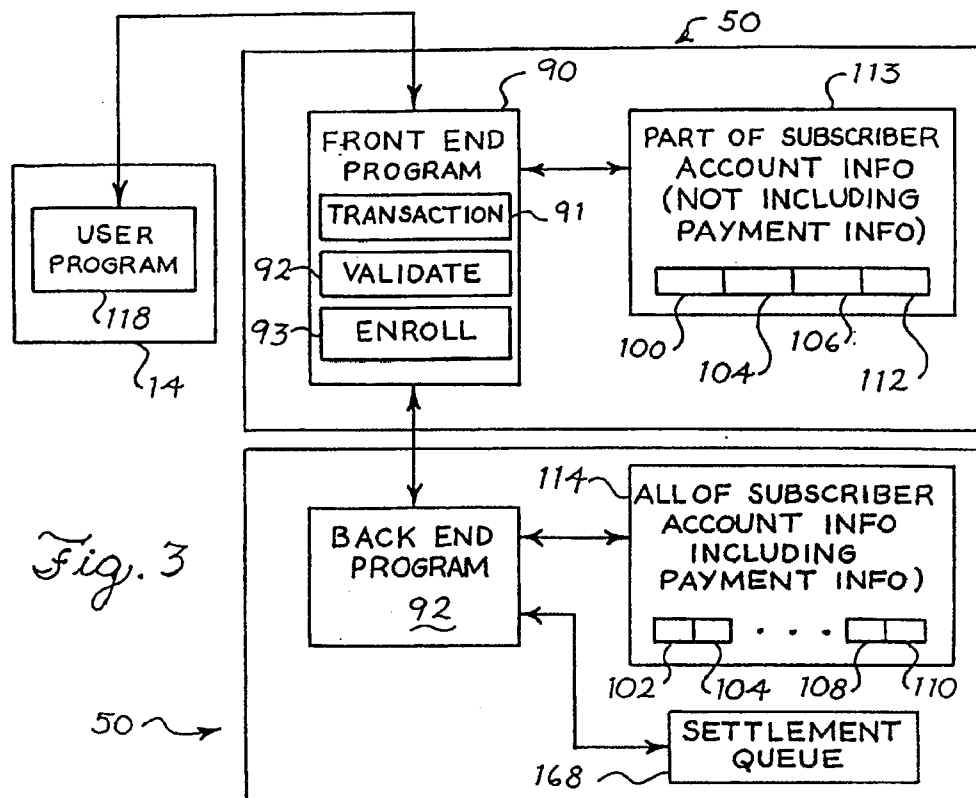 50
90
113
FRONT END
PROGRAM
TRANSACTION
91
92
VALIDATE
93
ENROLL
PART OF SUBSCRIBER
ACCOUNT INFO
(NOT INCLUDING
PAYMENT INFO)
100
104
106
112
USER
PROGRAM
118
14
114
ALL OF SUBSCRIBER
ACCOUNT INFO
INCLUDING
PAYMENT INFO)
102
104
108
110
BACK END
PROGRAM
92
Fig. 3
50
SETTLEMENT
QUEUE
168